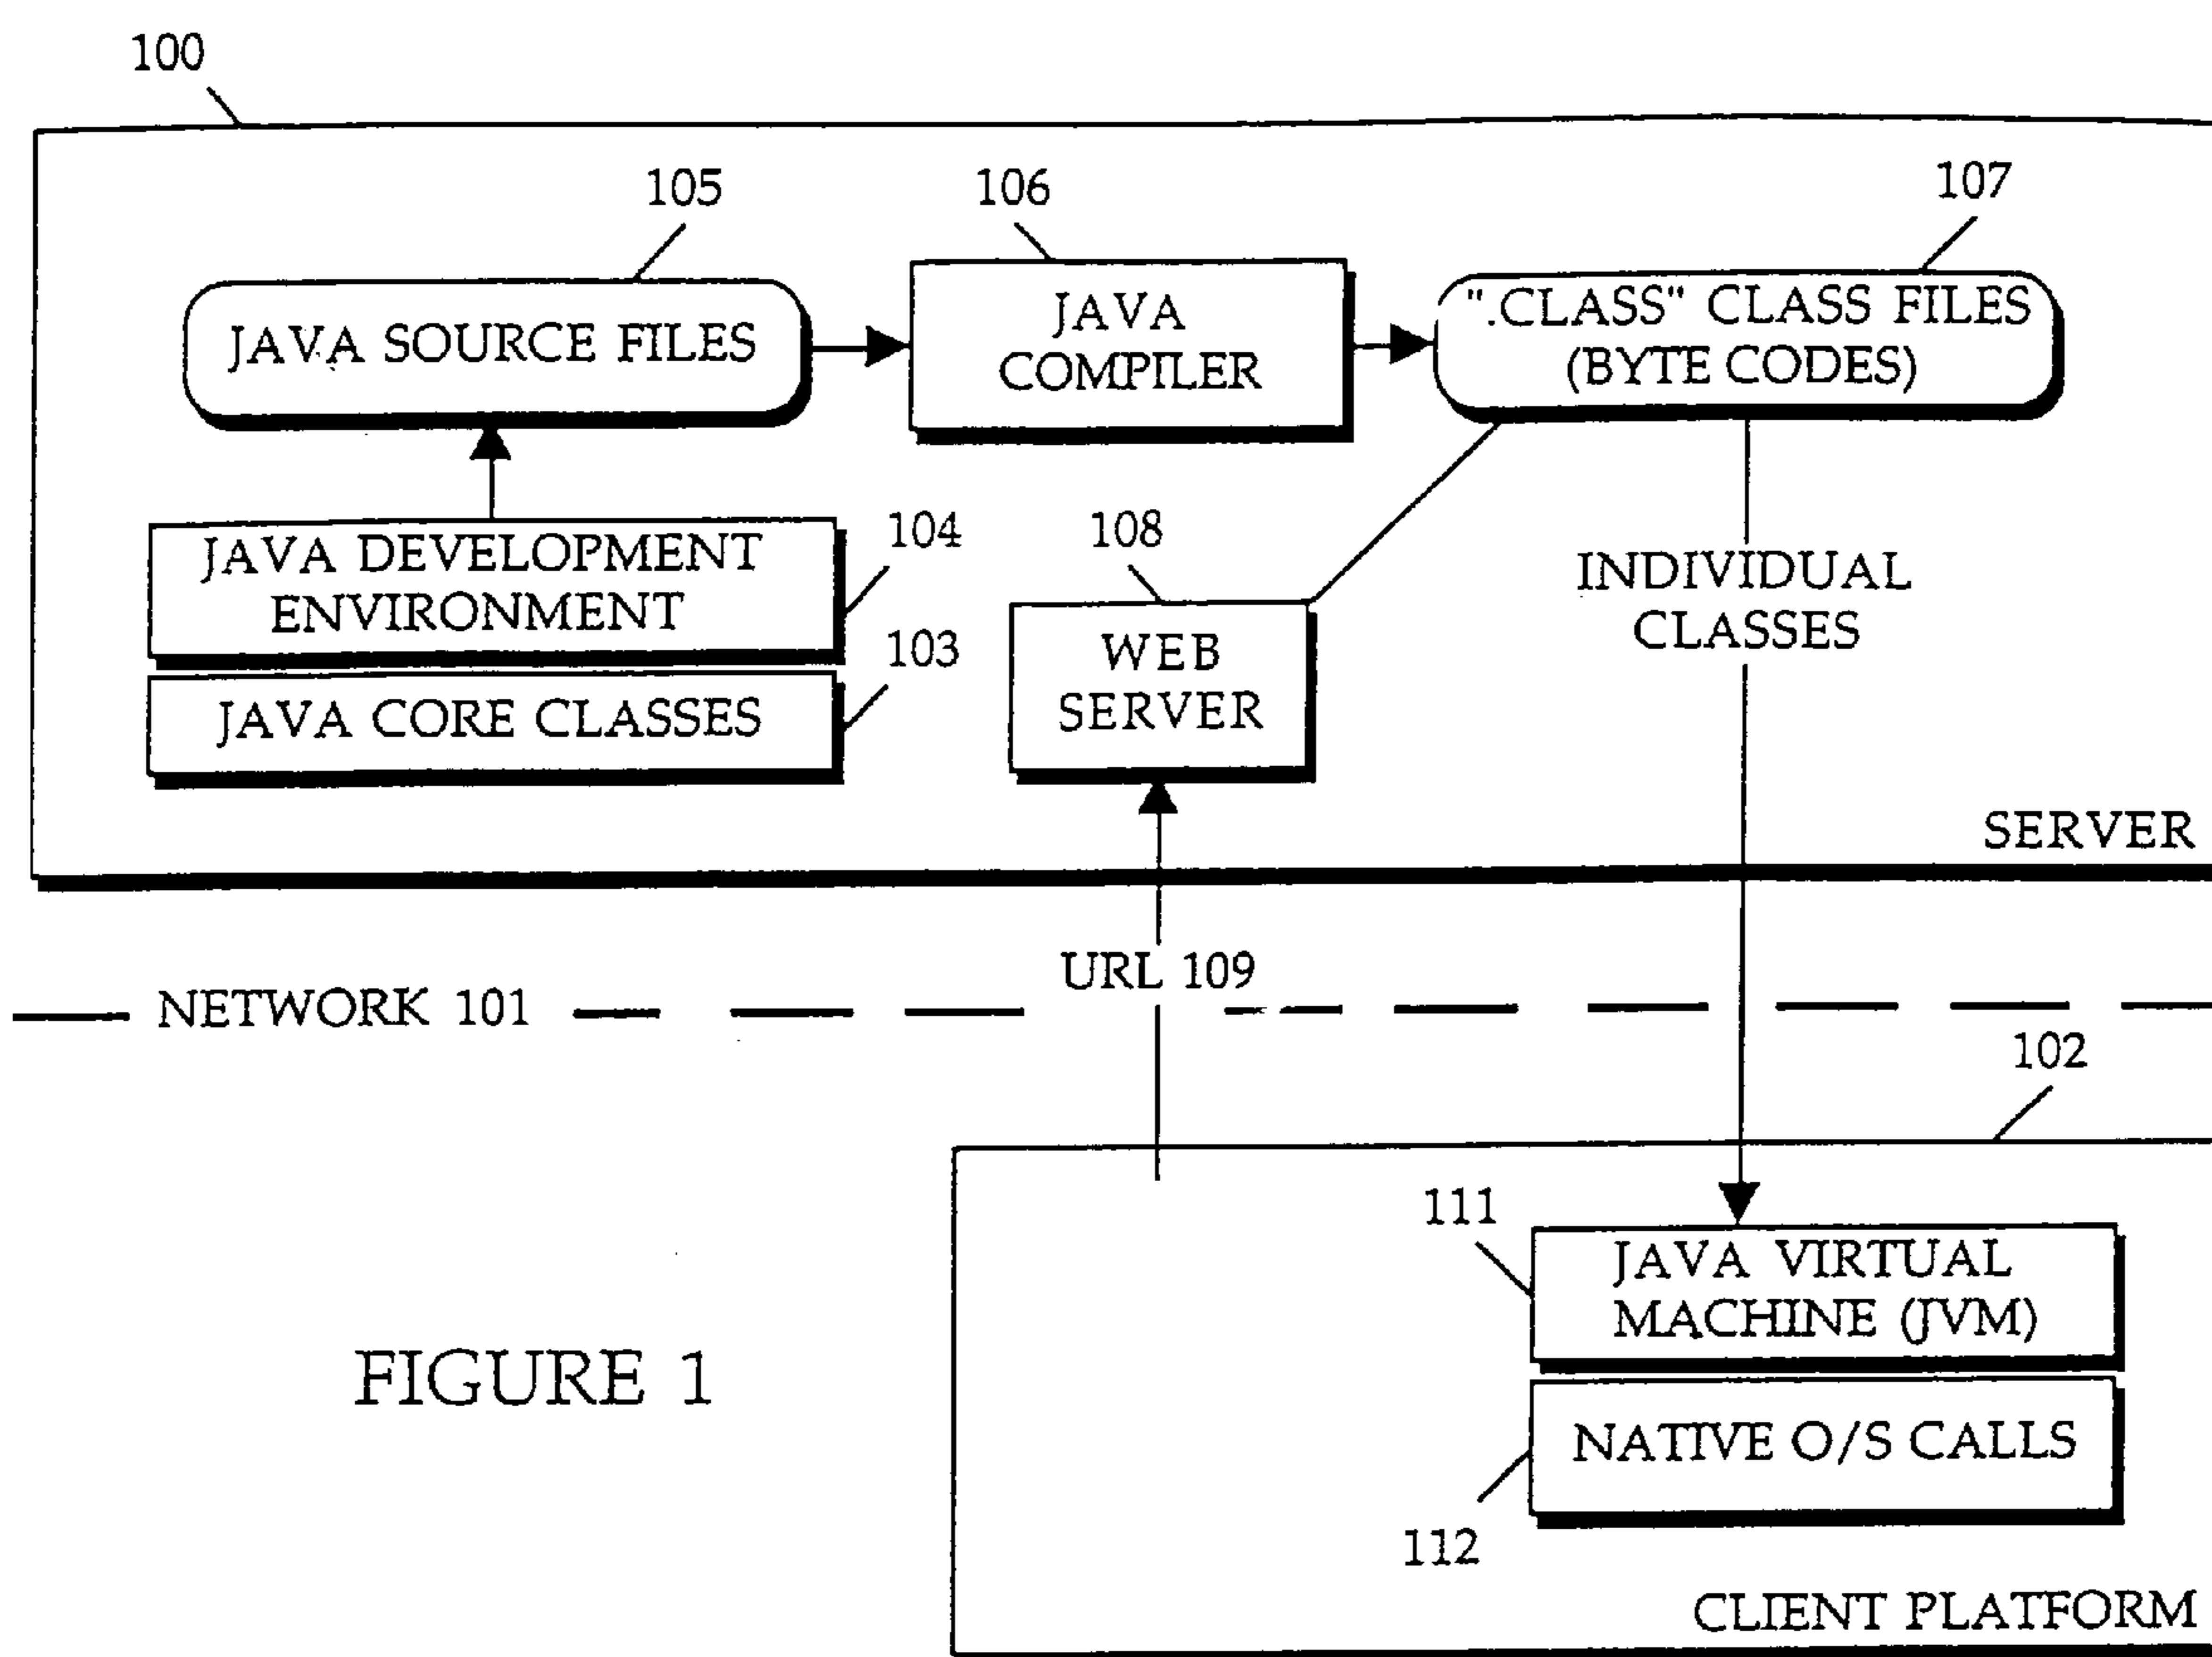 100
105
106
107
JAVA SOURCE FILES
JAVA
COMPILER
".CLASS" CLASS FILES
(BYTE CODES)
JAVA DEVELOPMENT
ENVIRONMENT
104
108
INDIVIDUAL
CLASSES
JAVA CORE CLASSES
103
WEB
SERVER
SERVER
URL 109
NETWORK 101
102
111
JAVA VIRTUAL
MACHINE (JVM)
FIGURE 1
NATIVE O/S CALLS
112
CLIENT PLATFORM